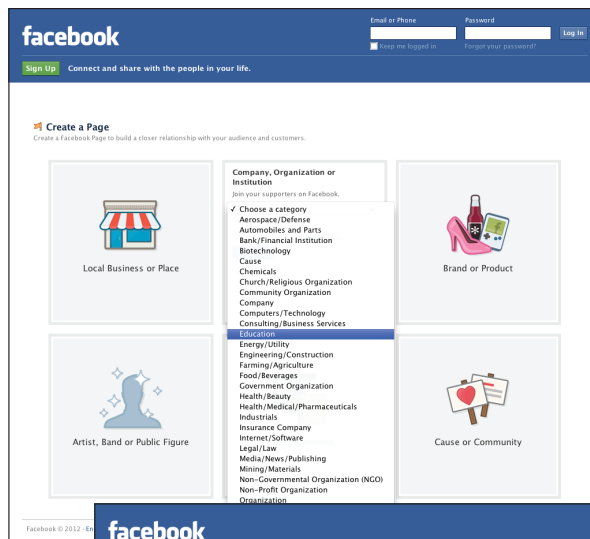 facebook
Email or Phone
Password
Log In
Keep me logged in
Forgot your password?
Sign Up
Connect and share with the people in your life.
Create a Page
Create a Facebook Page to build a closer relationship with your audience and customers.
Local Business or Place
Company, Organization or
Institution
Join your supporters on Facebook.
✓ Choose a category
Aerospace/Defense
Automobiles and Parts
Bank/Financial Institution
Biotechnology
Cause
Chemicals
Church/Religious Organization
Community Organization
Company
Computers/Technology
Consulting/Business Services
Education
Energy/Utility
Engineering/Construction
Farming/Agriculture
Food/Beverages
Government Organization
Health/Beauty
Health/Medical/Pharmaceuticals
Industrials
Insurance Company
Internet/Software
Legal/Law
Media/News/Publishing
Mining/Materials
Non-Governmental Organization (NGO)
Non-Profit Organization
Organization
Brand or Product
Artist, Band or Public Figure
Cause or Community
Facebook © 2012 · En
facebook